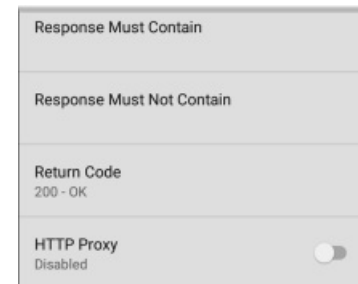 Response Must Contain
Response Must Not Contain
Return Code
200 - OK
HTTP Proxy
Disabled